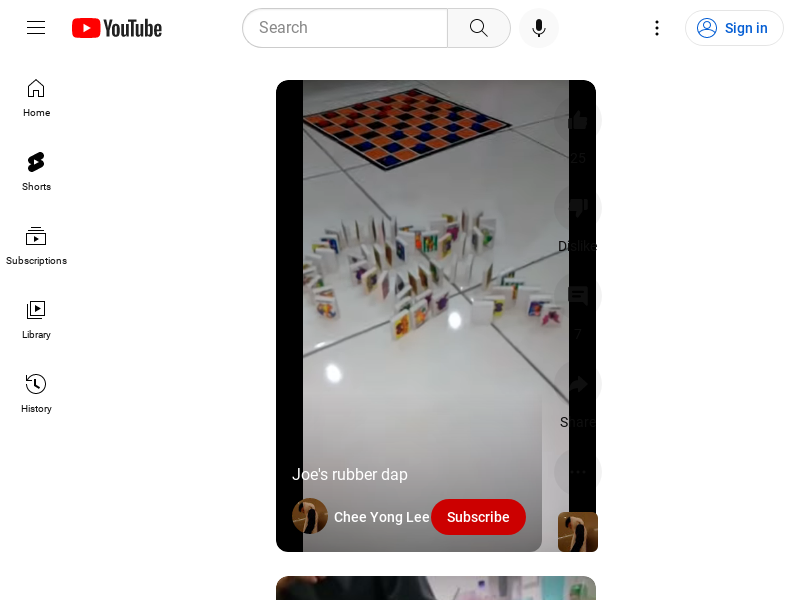 YouTube
Search
Sign in
Home
Shorts
Subscriptions
Library
History
25
Dislike
7
Share
Joe's rubber dap
Chee Yong Lee
Subscribe